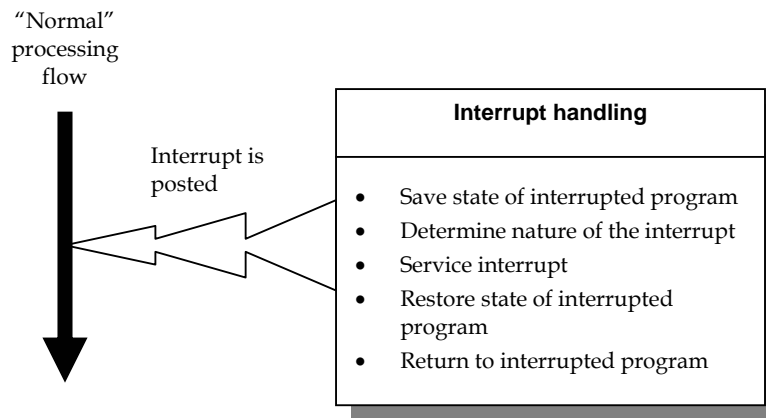 “Normal”
processing
flow
Interrupt is
posted
Interrupt handling
• Save state of interrupted program
• Determine nature of the interrupt
• Service interrupt
• Restore state of interrupted
program
• Return to interrupted program